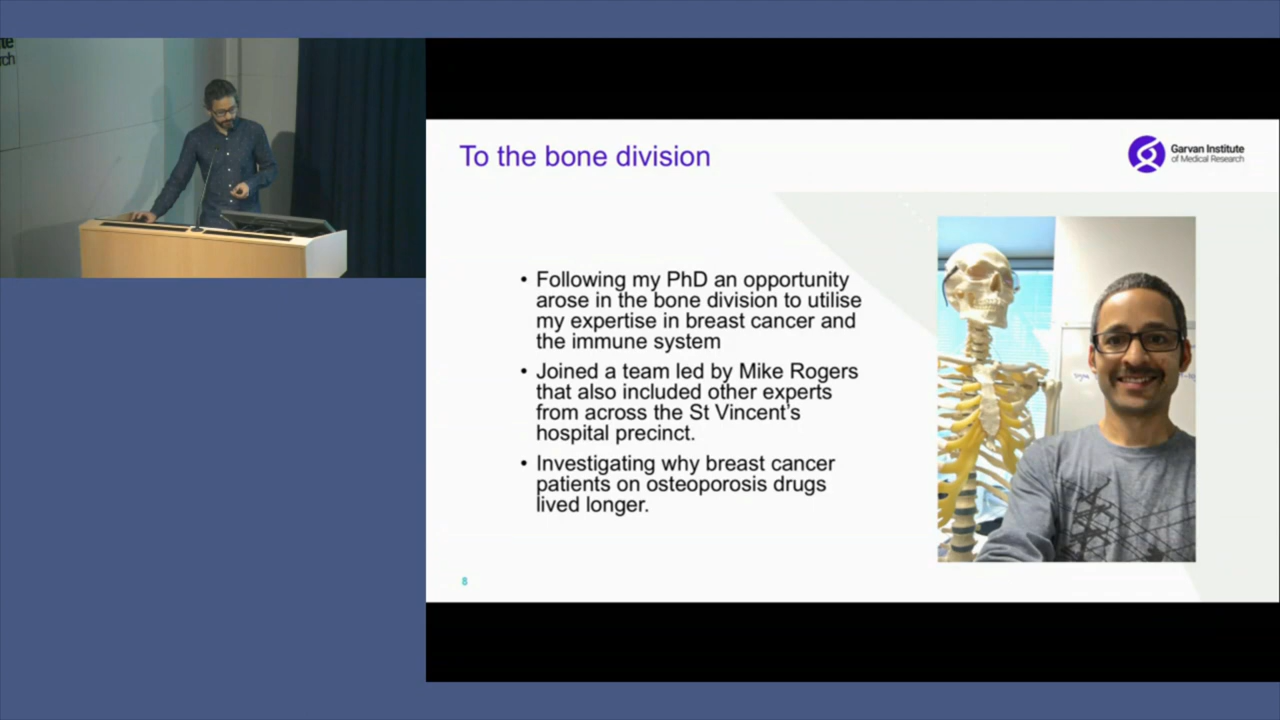 To the bone division
Garvan Institute
of Medical Research
• Following my PhD an opportunity
arose in the bone division to utilise
my expertise in breast cancer and
the immune system
• Joined a team led by Mike Rogers
that also included other experts
from across the St Vincent's
hospital precinct.
• Investigating why breast cancer
patients on osteoporosis drugs
lived longer.
8